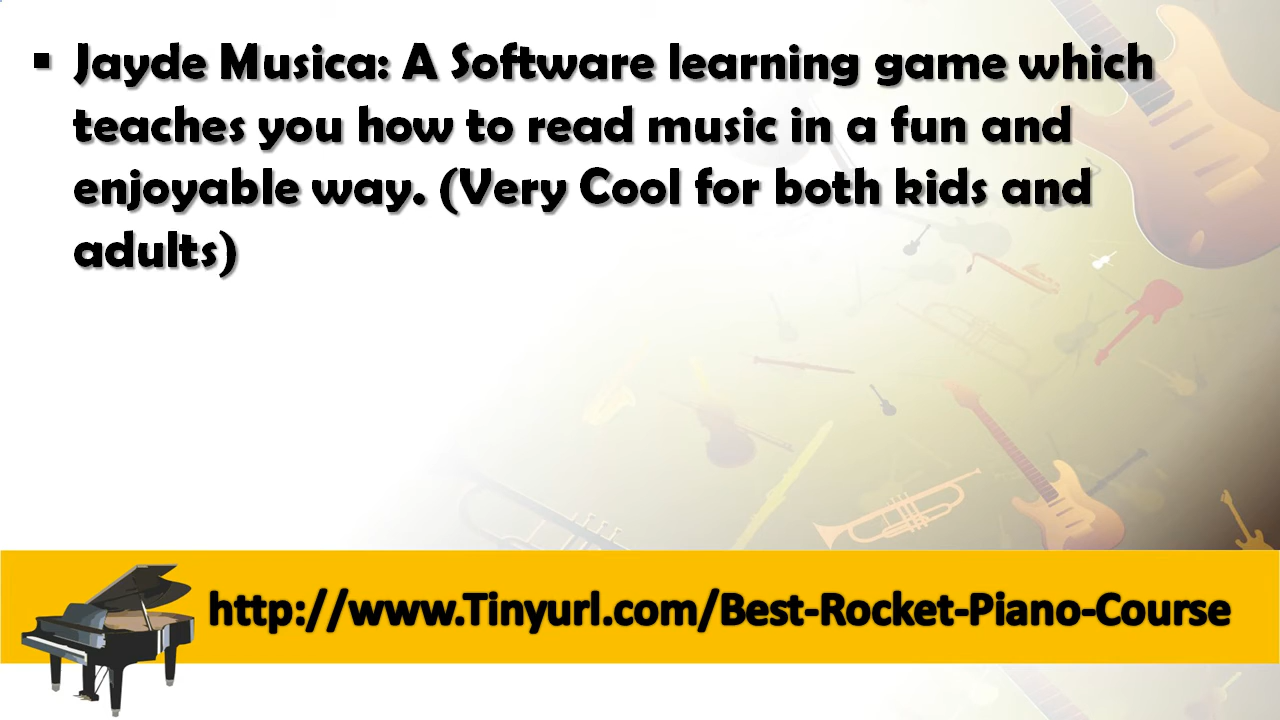 ▪ Jayde Musica: A Software learning game which
teaches you how to read music in a fun and
enjoyable way. (Very Cool for both kids and
adults)
http://www.Tinyurl.com/Best-Rocket-Piano-Course